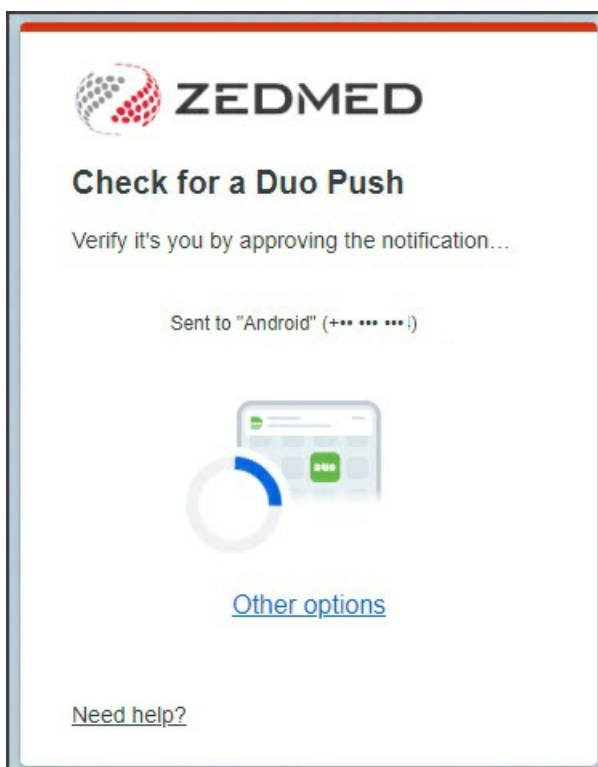 ZEDMED
Check for a Duo Push
Verify it's you by approving the notification...
Sent to "Android" (+•• ••• •••)
DUO
Other options
Need help?